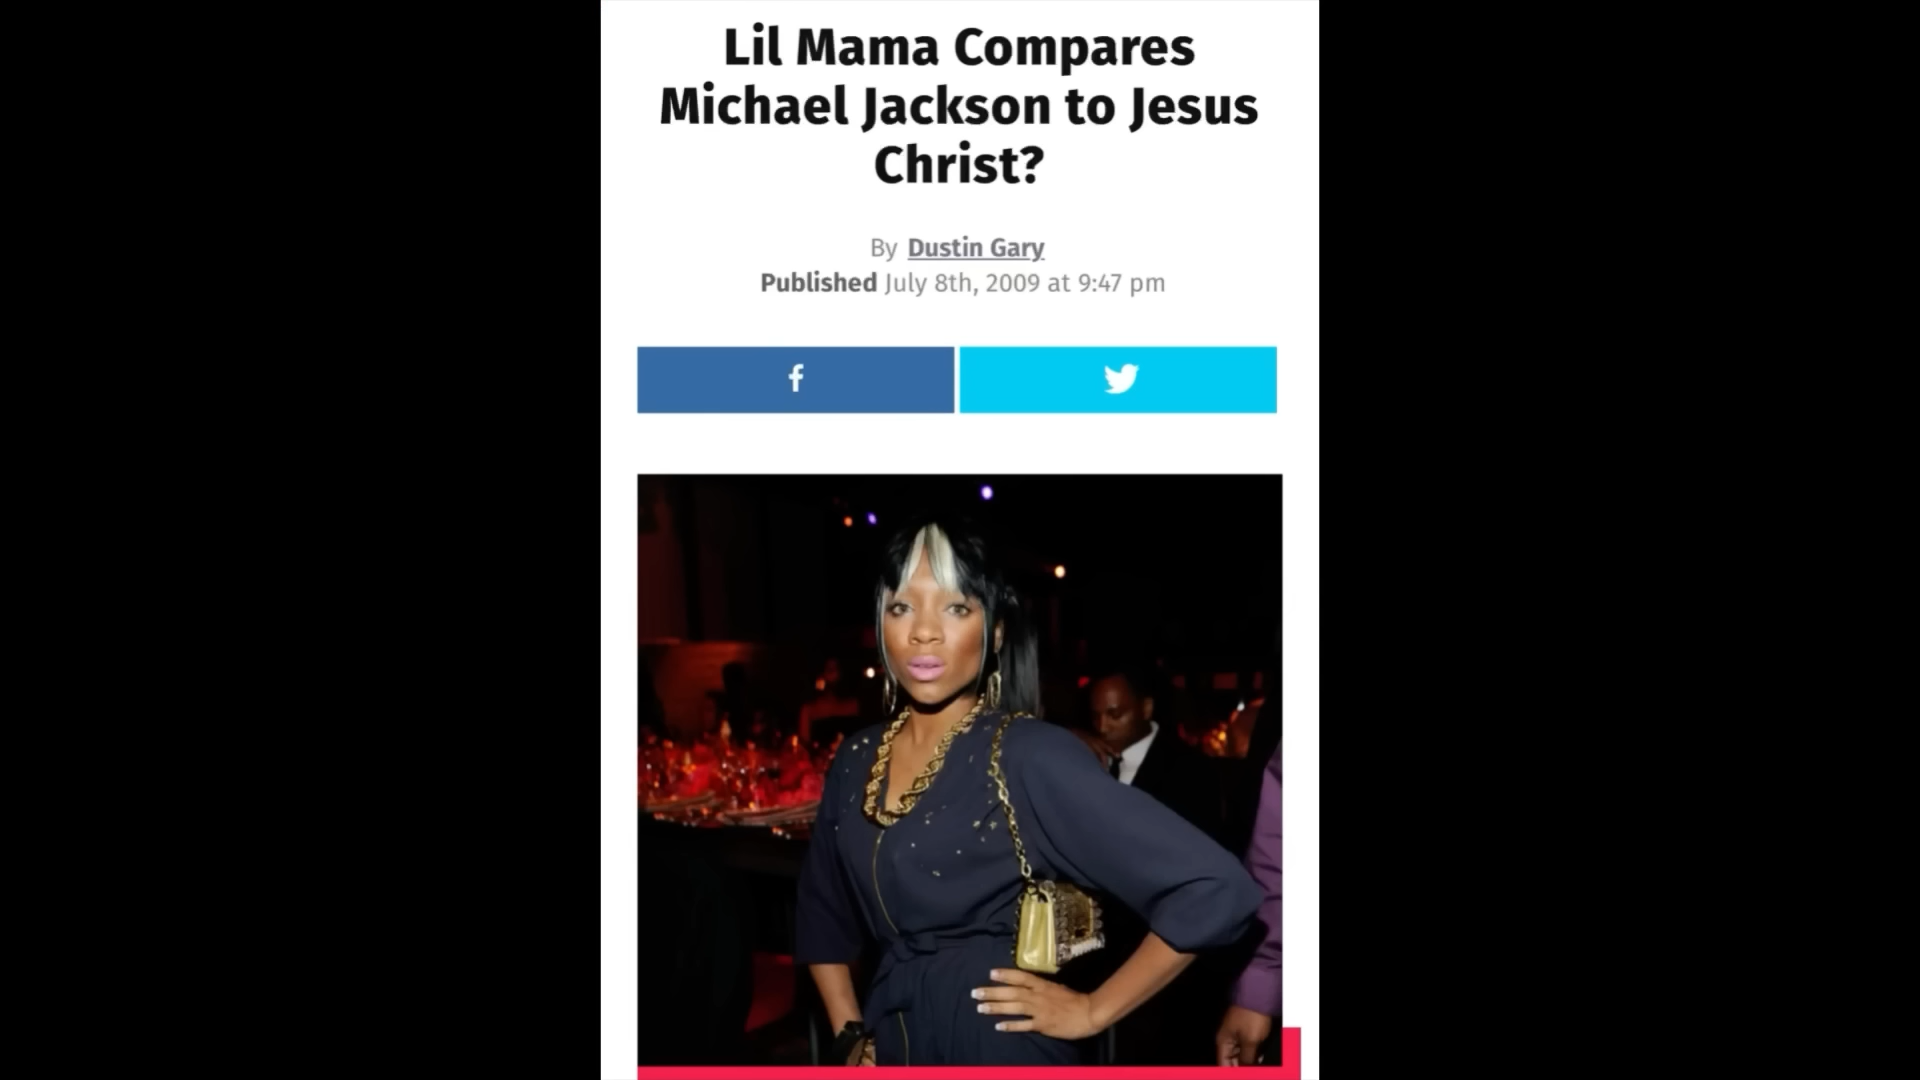 Lil Mama Compares
Michael Jackson to Jesus
Christ?
By Dustin Gary
Published July 8th, 2009 at 9:47 pm